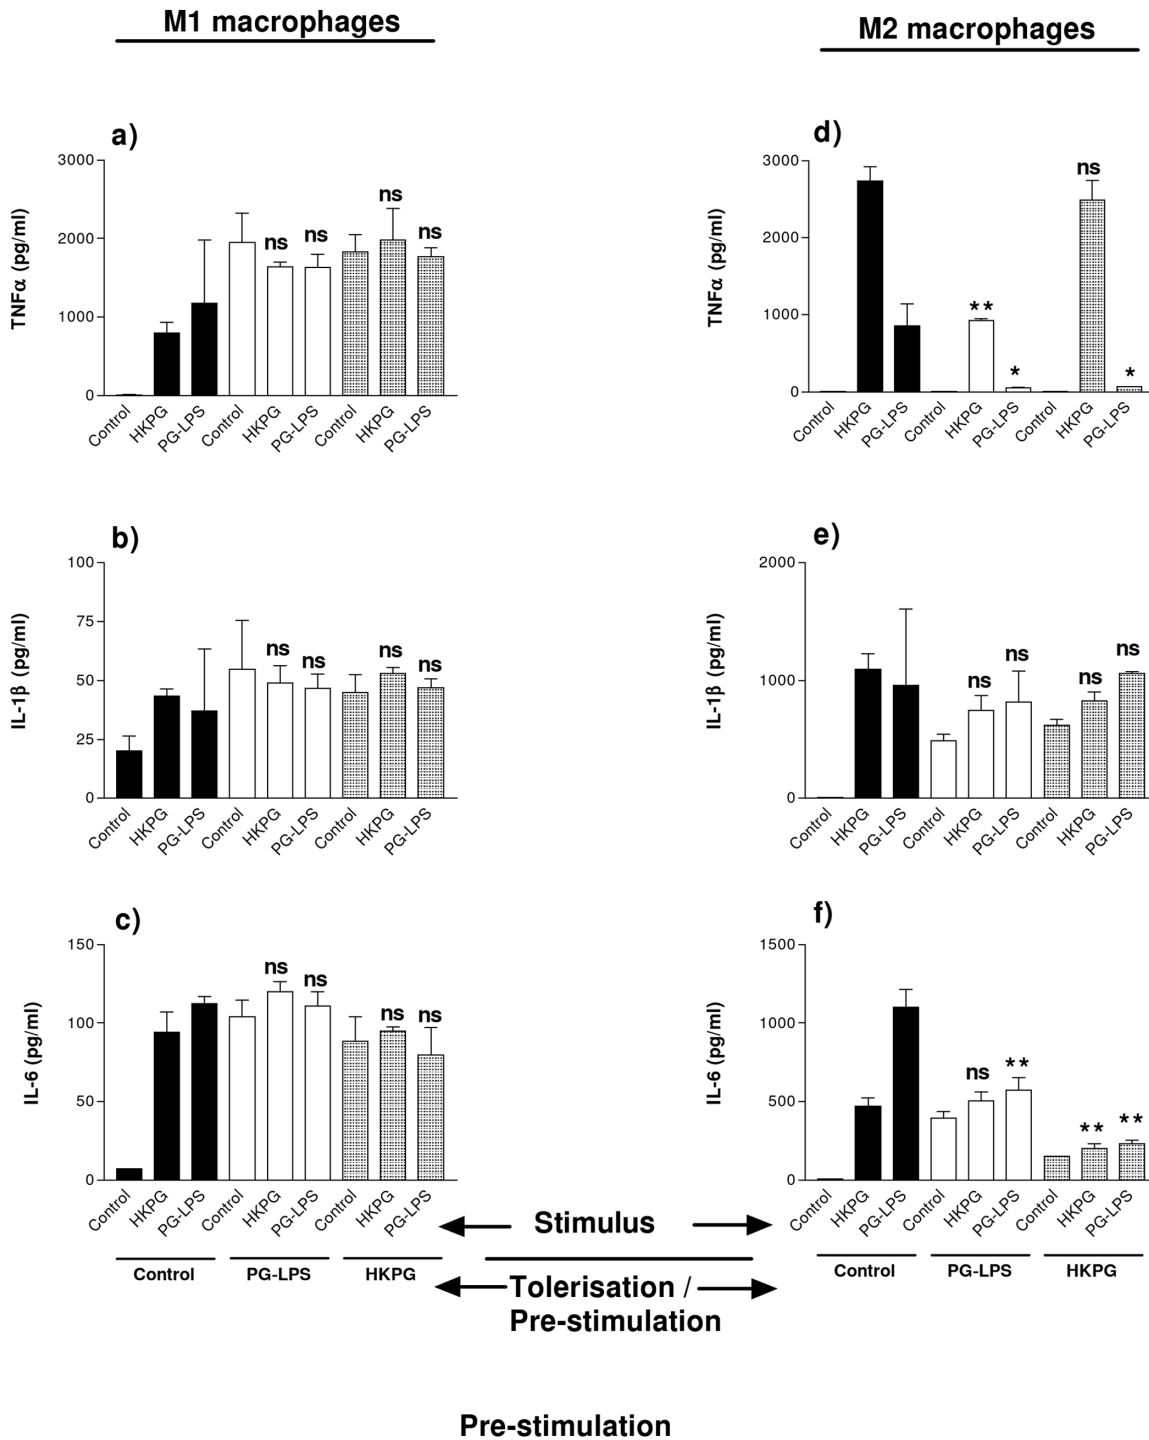 M1 macrophages
M2 macrophages
a)
3000
2000
1000
0
TNFα (pg/ml)
ns
ns
ns
ns
Control
HKPG
PG-LPS
Control
HKPG
PG-LPS
Control
HKPG
PG-LPS
d)
3000
2000
1000
0
TNFα (pg/ml)
**
*
ns
*
Control
HKPG
PG-LPS
Control
HKPG
PG-LPS
Control
HKPG
PG-LPS
b)
100
75
50
25
0
IL-1β (pg/ml)
ns
ns
ns
ns
Control
HKPG
PG-LPS
Control
HKPG
PG-LPS
Control
HKPG
PG-LPS
e)
2000
1000
0
IL-1β (pg/ml)
ns
ns
ns
ns
Control
HKPG
PG-LPS
Control
HKPG
PG-LPS
Control
HKPG
PG-LPS
c)
150
100
50
0
IL-6 (pg/ml)
ns
ns
ns
ns
Control
HKPG
PG-LPS
Control
HKPG
PG-LPS
Control
HKPG
PG-LPS
Control
PG-LPS
HKPG
f)
1500
1000
500
0
IL-6 (pg/ml)
ns
**
**
**
Control
HKPG
PG-LPS
Control
HKPG
PG-LPS
Control
HKPG
PG-LPS
Control
PG-LPS
HKPG
Stimulus
Tolerisation /
Pre-stimulation
Pre-stimulation